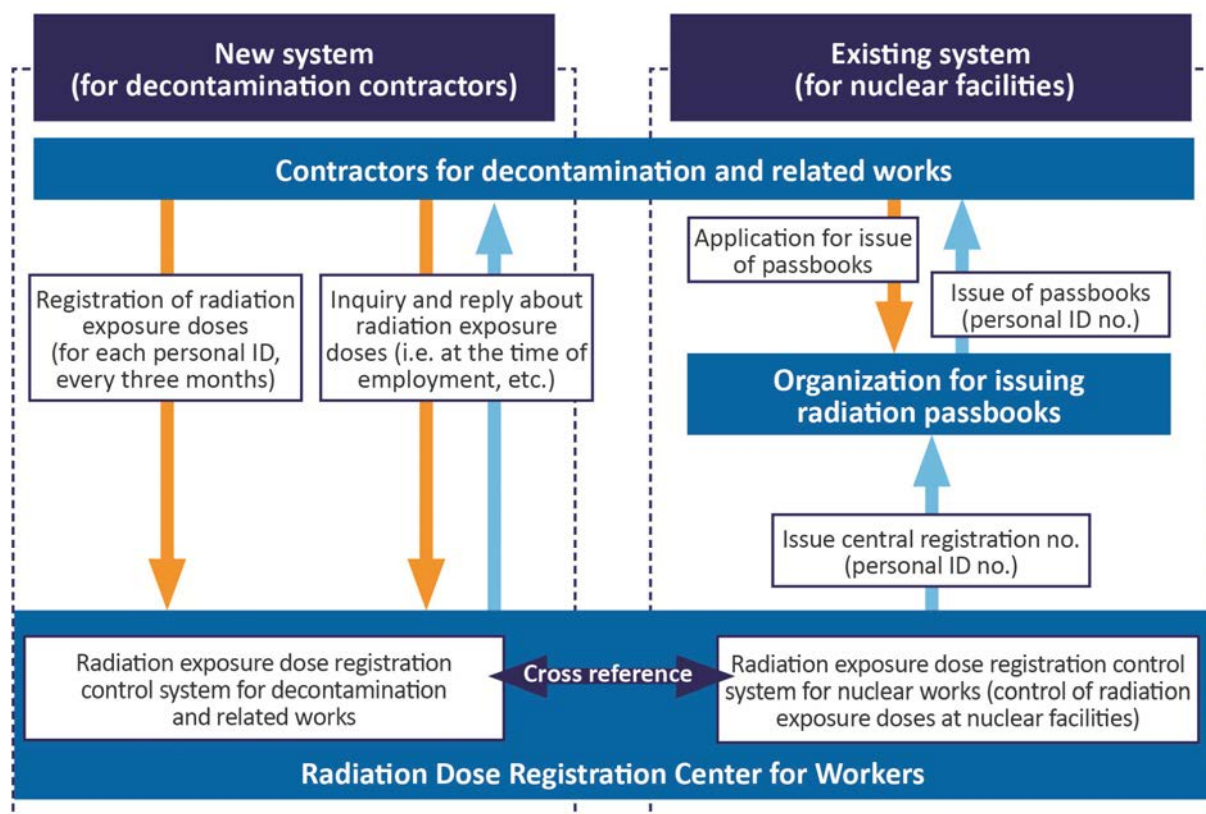 New system
(for decontamination contractors)
Existing system
(for nuclear facilities)
Contractors for decontamination and related works
Registration of radiation
exposure doses
(for each personal ID,
every three months)
Inquiry and reply about
radiation exposure
doses (i.e. at the time of
employment, etc.)
Application for issue
of passbooks
Issue of passbooks
(personal ID no.)
Organization for issuing
radiation passbooks
Issue central registration no.
(personal ID no.)
Radiation exposure dose registration
control system for decontamination
and related works
Cross reference
Radiation exposure dose registration control
system for nuclear works (control of radiation
exposure doses at nuclear facilities)
Radiation Dose Registration Center for Workers